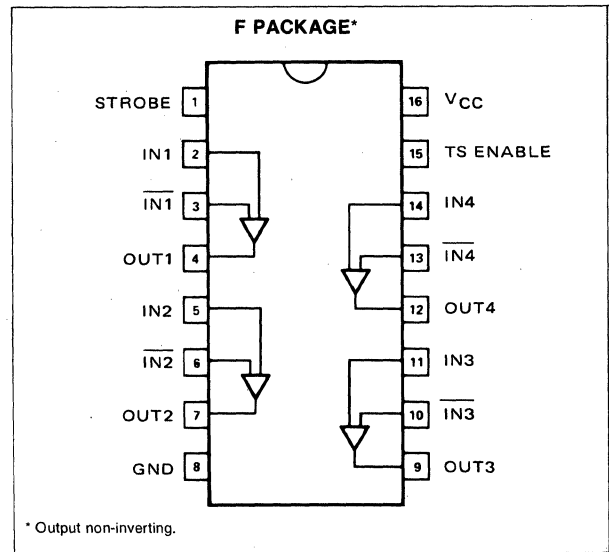 F PACKAGE*
STROBE 1
IN1 2
IN1 3
OUT1 4
IN2 5
IN2 6
OUT2 7
GND 8
16 VCC
15 TS ENABLE
14 IN4
13 IN4
12 OUT4
11 IN3
10 IN3
9 OUT3
* Output non-inverting.